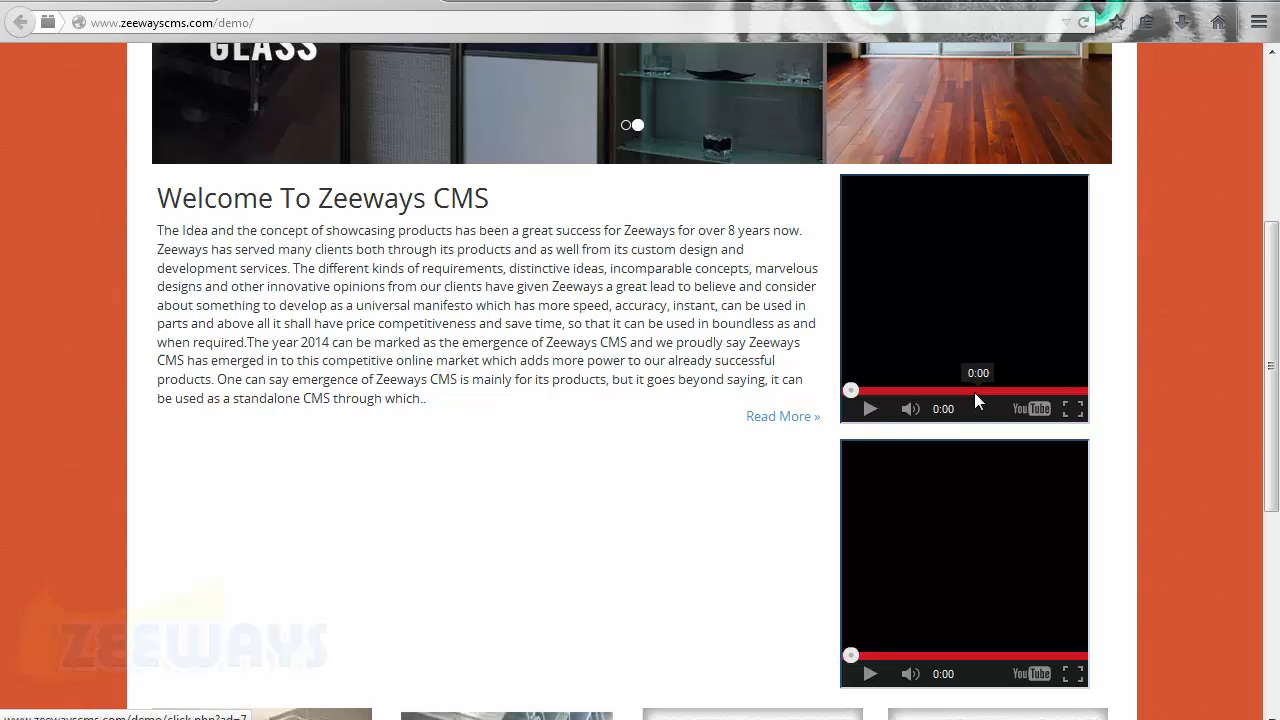 www.zeewayscms.com/demo/
GLASS
Welcome To Zeeways CMS
The Idea and the concept of showcasing products has been a great success for Zeeways for over 8 years now.
Zeeways has served many clients both through its products and as well from its custom design and
development services. The different kinds of requirements, distinctive ideas, incomparable concepts, marvelous
designs and other innovative opinions from our clients have given Zeeways a great lead to believe and consider
about something to develop as a universal manifesto which has more speed, accuracy, instant, can be used in
parts and above all it shall have price competitiveness and save time, so that it can be used in boundless as and
when required.The year 2014 can be marked as the emergence of Zeeways CMS and we proudly say Zeeways
CMS has emerged in to this competitive online market which adds more power to our already successful
products. One can say emergence of Zeeways CMS is mainly for its products, but it goes beyond saying, it can
be used as a standalone CMS through which..
Read More »
0:00
0:00 YouTube
0:00 YouTube
ZEEWAYS
www.zeewayscms.com/demo/click.php?ad=7